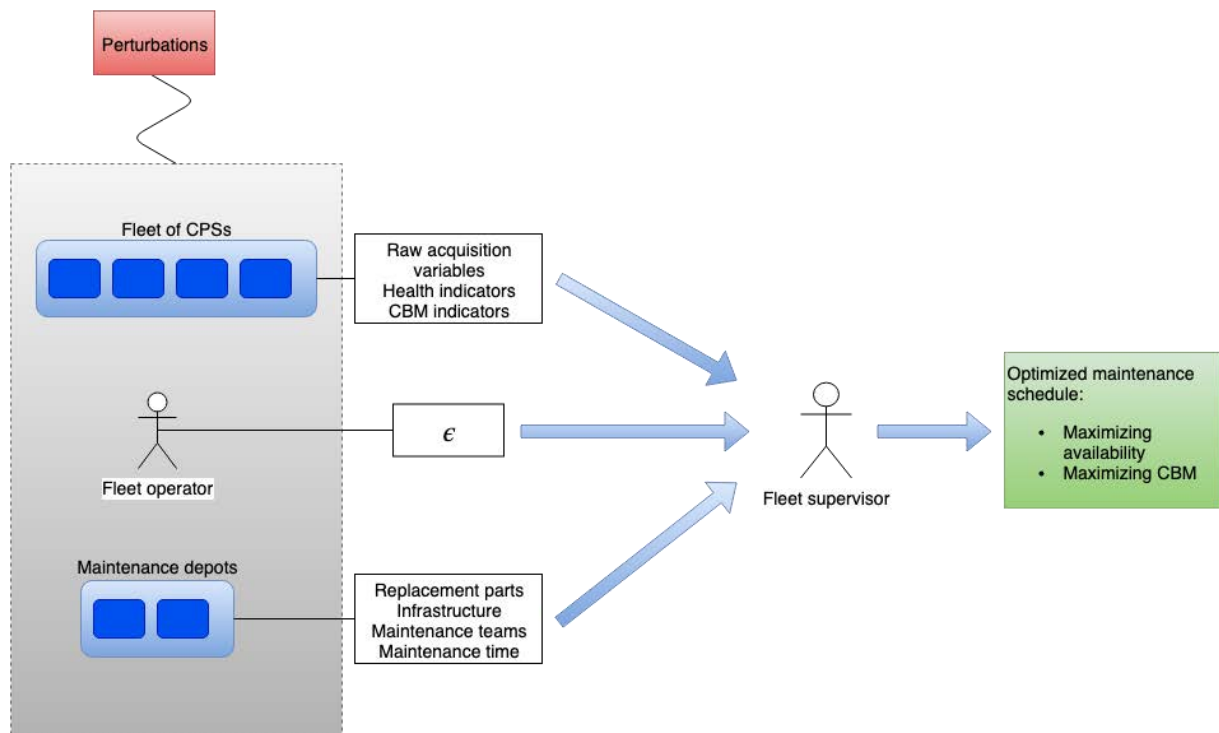 Perturbations
Fleet of CPSs
Raw acquisition
variables
Health indicators
CBM indicators
Fleet operator
ϵ
Maintenance depots
Replacement parts
Infrastructure
Maintenance teams
Maintenance time
Fleet supervisor
Optimized maintenance
schedule:
• Maximizing
availability
• Maximizing CBM